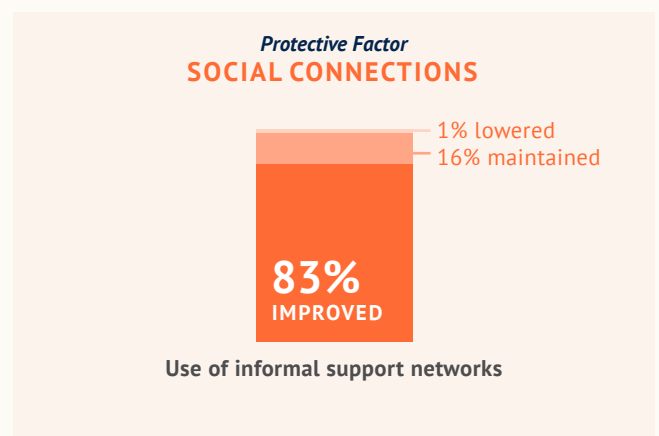 Protective Factor
SOCIAL CONNECTIONS
1% lowered
16% maintained
83%
IMPROVED
Use of informal support networks